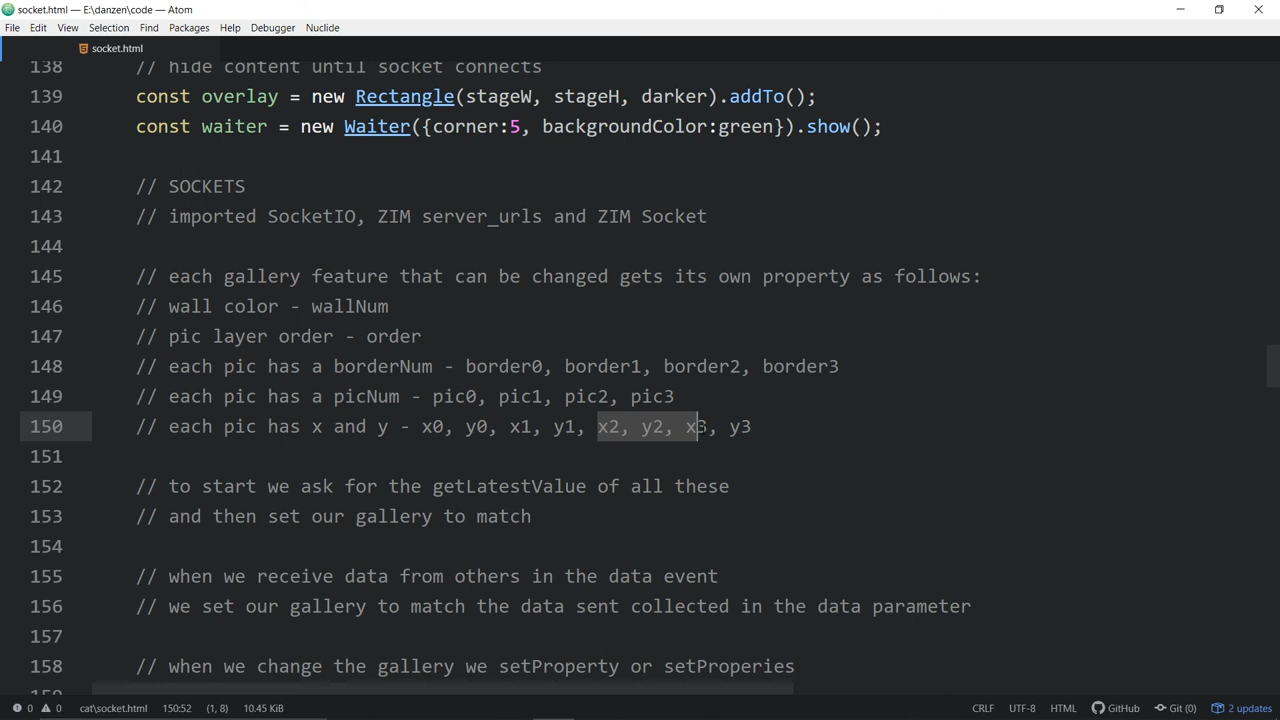 socket.html — E:\danzen\code — Atom
File Edit View Selection Find Packages Help Debugger Nuclide
socket.html
138 // hide content until socket connects
139 const overlay = new Rectangle(stageW, stageH, darker).addTo();
140 const waiter = new Waiter({corner:5, backgroundColor:green}).show();
141
142 // SOCKETS
143 // imported SocketIO, ZIM server_urls and ZIM Socket
144
145 // each gallery feature that can be changed gets its own property as follows:
146 // wall color - wallNum
147 // pic layer order - order
148 // each pic has a borderNum - border0, border1, border2, border3
149 // each pic has a picNum - pic0, pic1, pic2, pic3
150 // each pic has x and y - x0, y0, x1, y1, x2, y2, x3, y3
151
152 // to start we ask for the getLatestValue of all these
153 // and then set our gallery to match
154
155 // when we receive data from others in the data event
156 // we set our gallery to match the data sent collected in the data parameter
157
158 // when we change the gallery we setProperty or setProperies
0 0 cat\socket.html 150:52 (1, 8) 10.45 KiB CRLF UTF-8 HTML GitHub Git (0) 2 updates